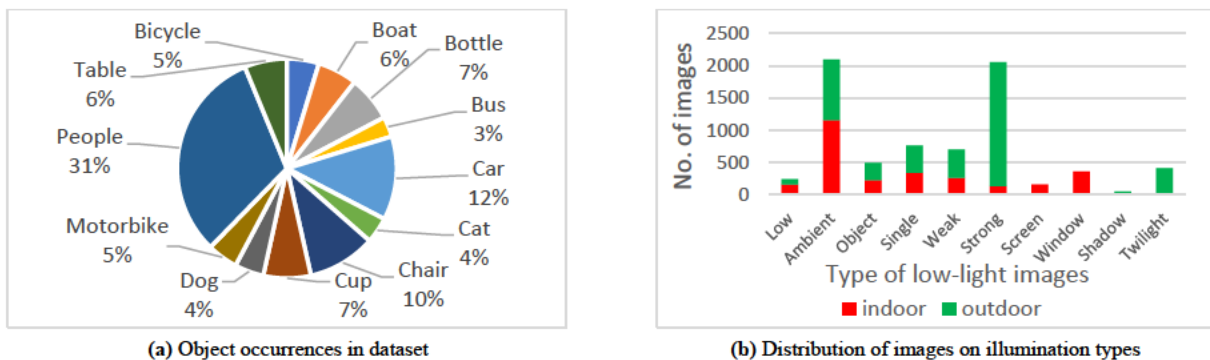 Bicycle
5%
Boat
6%
Bottle
7%
Table
6%
Bus
3%
People
31%
Car
12%
Cat
4%
Motorbike
5%
Chair
10%
Dog
4%
Cup
7%
(a) Object occurrences in dataset
No. of images
2500
2000
1500
1000
500
0
Low
Ambient
Object
Single
Weak
Strong
Screen
Window
Shadow
Twilight
Type of low-light images
indoor outdoor
(b) Distribution of images on illumination types